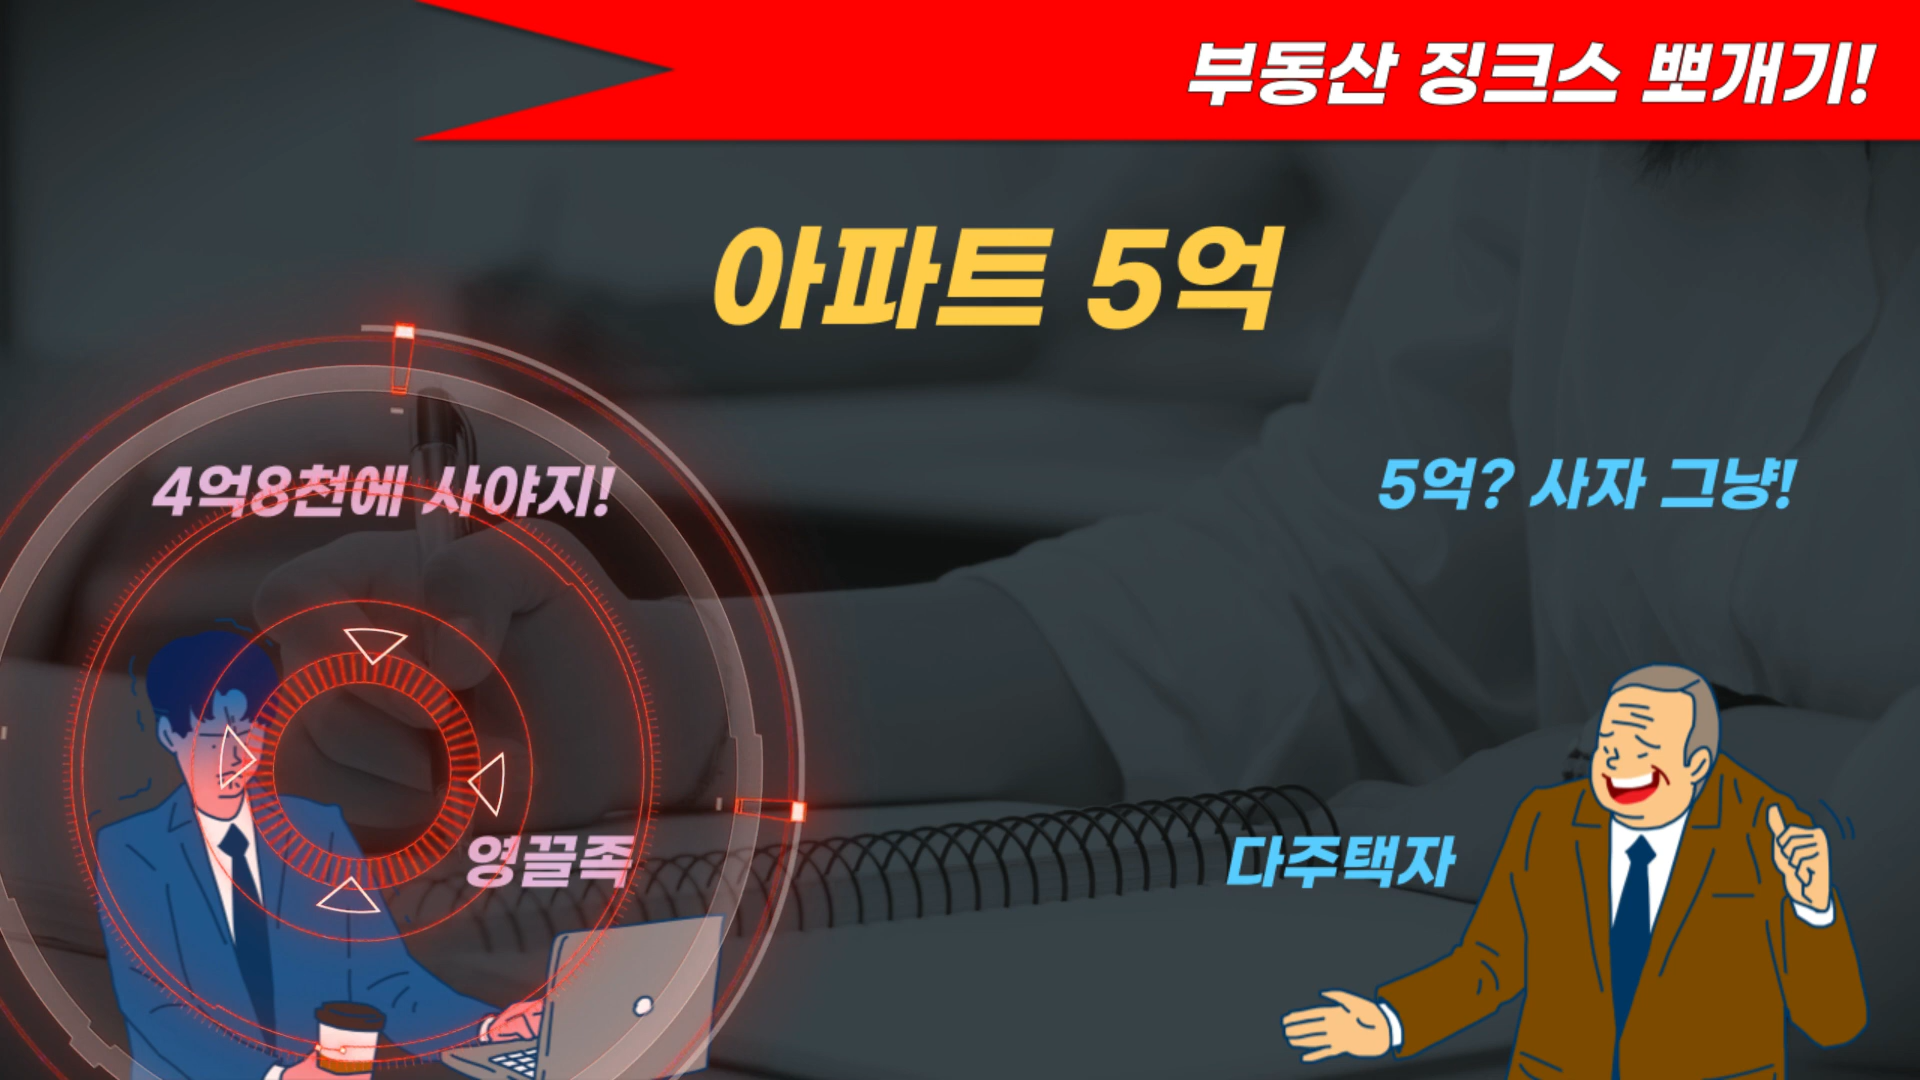 부동산 징크스 뽀개기!
아파트 5억
4억8천에 사야지!
5억? 사자 그냥!
영끌족
다주택자